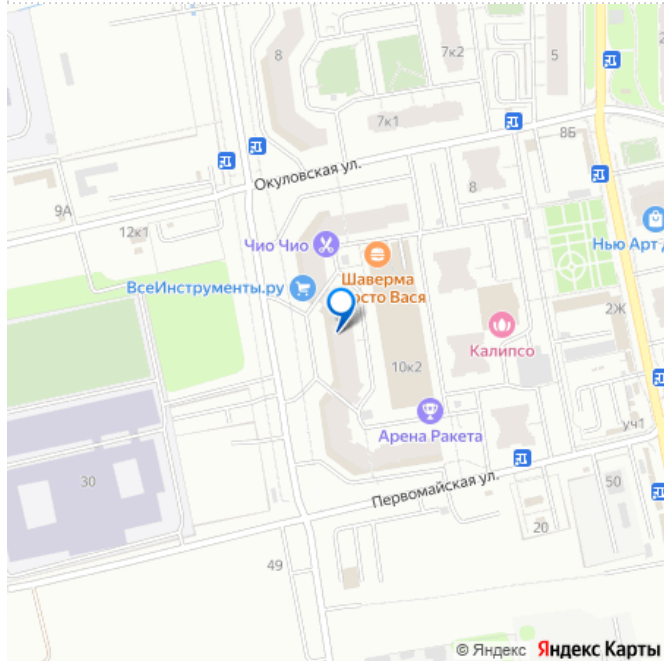 8
7к2
5
7к1
8Б
Окуловская ул.
8
9А
12к1
Чио Чио
Нью Арт
Шаверма
ВсеИнструменты.ру
осто Вася
2Ж
Калипсо
10к2
Арена Ракета
уч1
30
Первомайская ул.
50
20
49
© Яндекс Яндекс Карты